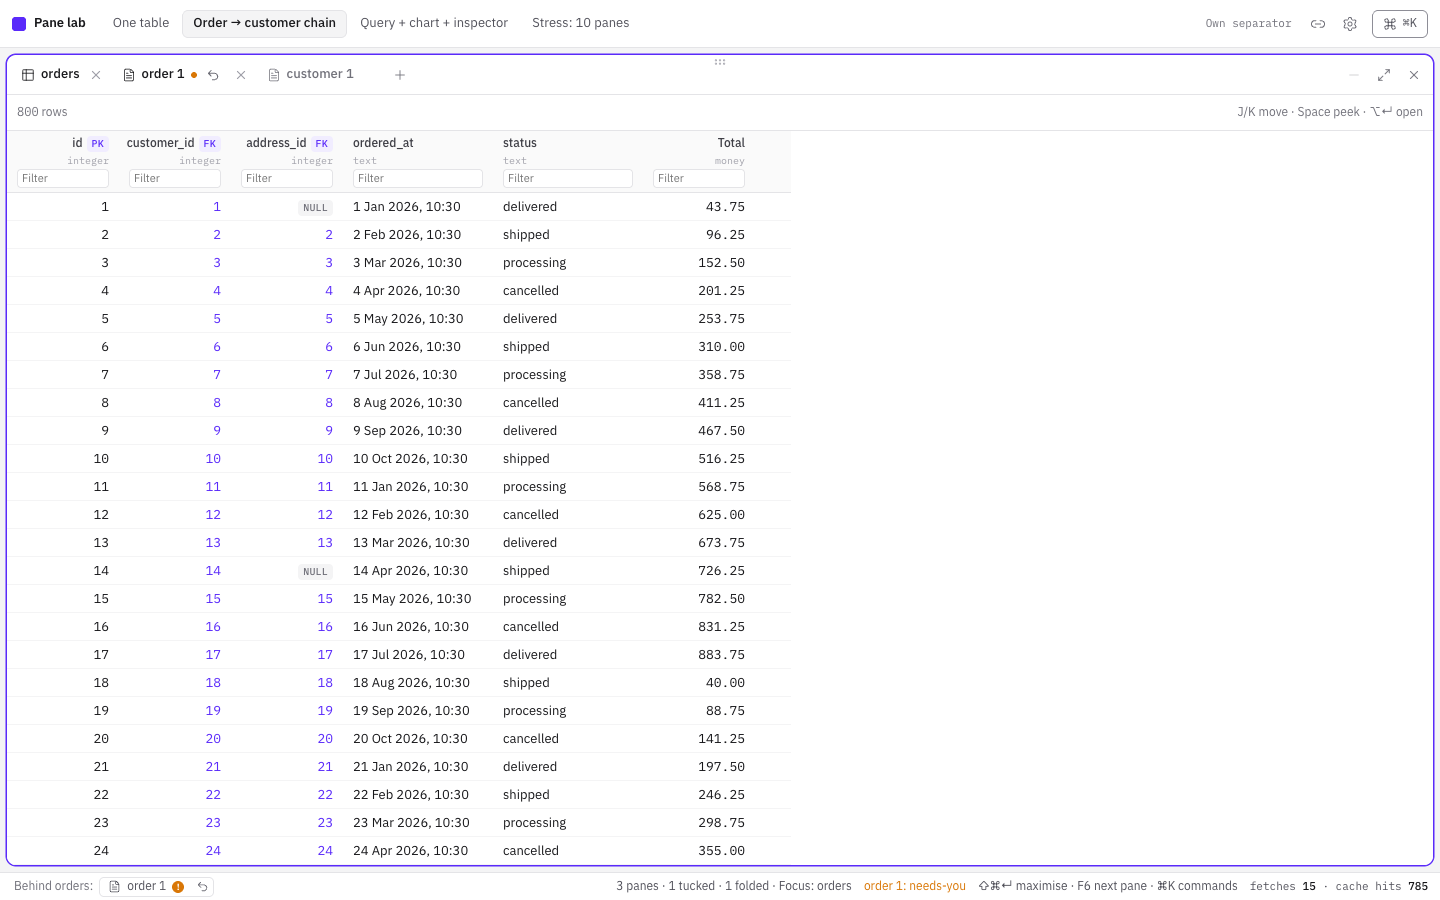 Pane lab One table Order → customer chain Query + chart + inspector Stress: 10 panes Own separator ⌘ ⌘K
orders order 1 customer 1
800 rows J/K move · Space peek · ⌥↵ open
id PK customer_id FK address_id FK ordered_at status Total
integer integer integer text text money
Filter Filter Filter Filter Filter Filter
1 1 NULL 1 Jan 2026, 10:30 delivered 43.75
2 2 2 2 Feb 2026, 10:30 shipped 96.25
3 3 3 3 Mar 2026, 10:30 processing 152.50
4 4 4 4 Apr 2026, 10:30 cancelled 201.25
5 5 5 5 May 2026, 10:30 delivered 253.75
6 6 6 6 Jun 2026, 10:30 shipped 310.00
7 7 7 7 Jul 2026, 10:30 processing 358.75
8 8 8 8 Aug 2026, 10:30 cancelled 411.25
9 9 9 9 Sep 2026, 10:30 delivered 467.50
10 10 10 10 Oct 2026, 10:30 shipped 516.25
11 11 11 11 Jan 2026, 10:30 processing 568.75
12 12 12 12 Feb 2026, 10:30 cancelled 625.00
13 13 13 13 Mar 2026, 10:30 delivered 673.75
14 14 NULL 14 Apr 2026, 10:30 shipped 726.25
15 15 15 15 May 2026, 10:30 processing 782.50
16 16 16 16 Jun 2026, 10:30 cancelled 831.25
17 17 17 17 Jul 2026, 10:30 delivered 883.75
18 18 18 18 Aug 2026, 10:30 shipped 40.00
19 19 19 19 Sep 2026, 10:30 processing 88.75
20 20 20 20 Oct 2026, 10:30 cancelled 141.25
21 21 21 21 Jan 2026, 10:30 delivered 197.50
22 22 22 22 Feb 2026, 10:30 shipped 246.25
23 23 23 23 Mar 2026, 10:30 processing 298.75
24 24 24 24 Apr 2026, 10:30 cancelled 355.00
Behind orders: order 1 3 panes · 1 tucked · 1 folded · Focus: orders order 1: needs-you ⇧⌘↵ maximise · F6 next pane · ⌘K commands fetches 15 · cache hits 785